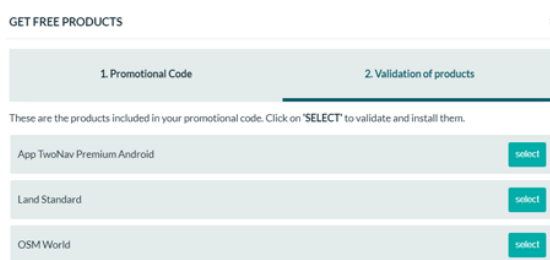 GET FREE PRODUCTS
1. Promotional Code
2. Validation of products
These are the products included in your promotional code. Click on 'SELECT' to validate and install them.
App TwoNav Premium Android
select
Land Standard
select
OSM World
select